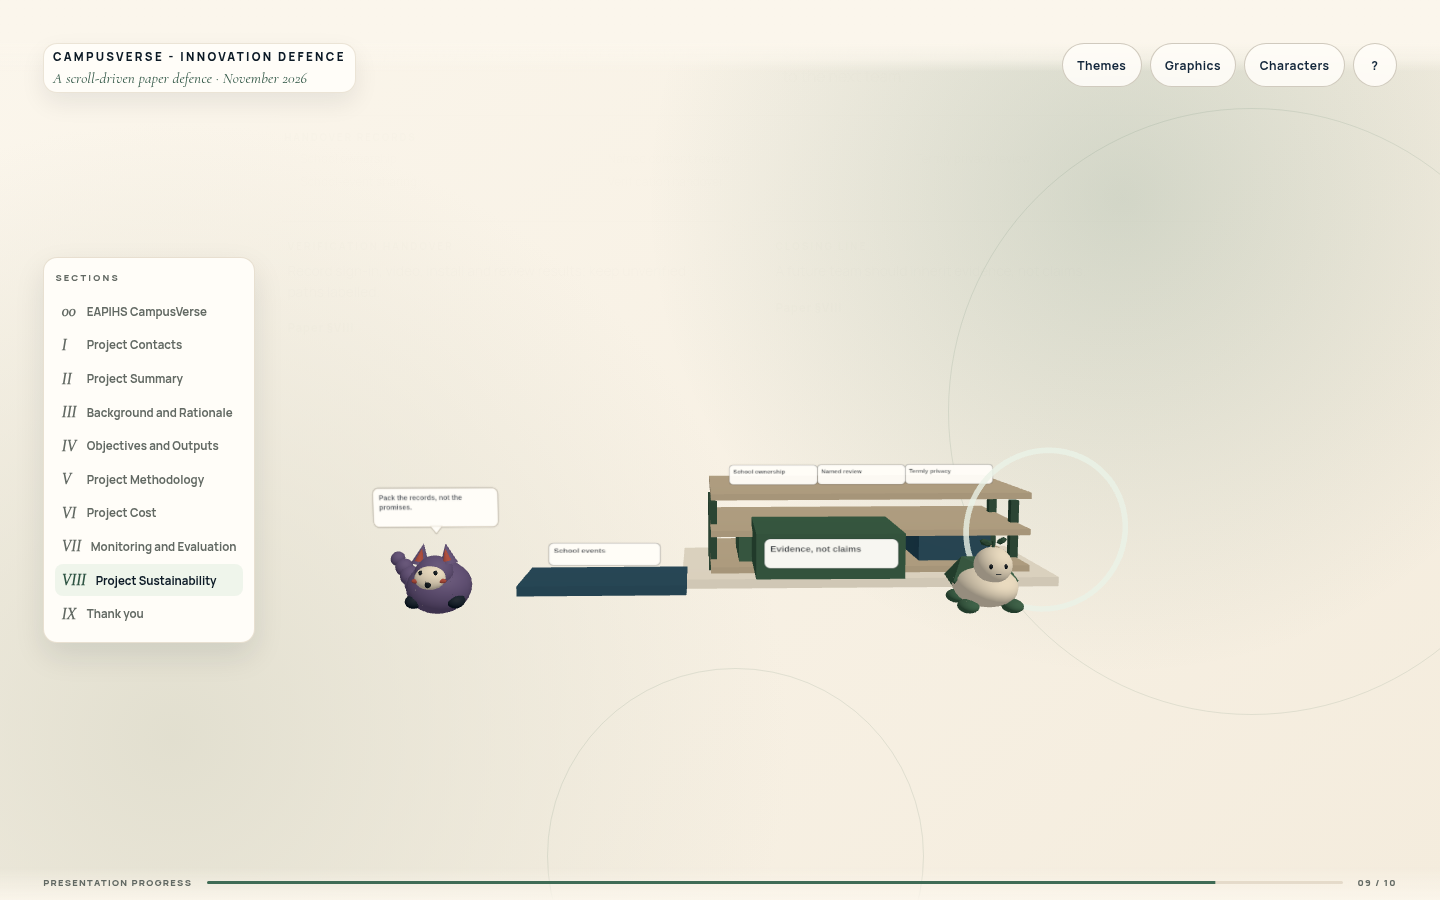 CAMPUSVERSE - INNOVATION DEFENCE
A scroll-driven paper defence · November 2026
Themes
Graphics
Characters
?
SECTIONS
00 EAPIHS CampusVerse
I Project Contacts
II Project Summary
III Background and Rationale
IV Objectives and Outputs
V Project Methodology
VI Project Cost
VII Monitoring and Evaluation
VIII Project Sustainability
IX Thank you
Pack the records, not the
promises.
School events
School ownership
Named review
Termly privacy
Evidence, not claims
PRESENTATION PROGRESS
09 / 10